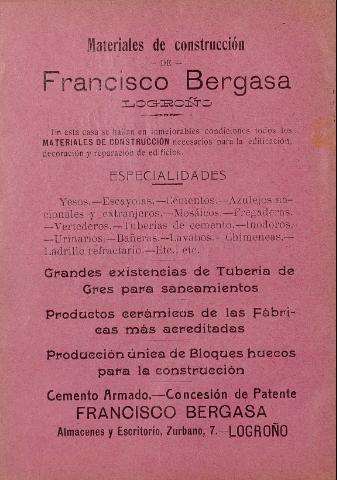 Materiales de construcción
— DE —
Francisco Bergasa
LOGROÑO
En esta casa se hallan en inmejorables condiciones todos los
MATERIALES DE CONSTRUCCIÓN necesarios para la edificación,
decoración y reparación de edificios.
ESPECIALIDADES
Yesos.—Escayolas.—Cementos.—Azulejos na-
cionales y extranjeros.—Mosáicos.—Fregaderas.
—Vertederos.—Tuberías de cemento.—Inodoros.
—Urinarios.—Bañeras.—Lavabos.—Chimeneas.—
Ladrillo refractario.—Etc., etc.
Grandes existencias de Tuberia de
Gres para saneamientos
Productos cerámicos de las Fábri-
cas más acreditadas
Producción única de Bloques huecos
para la construcción
Cemento Armado.—Concesión de Patente
FRANCISCO BERGASA
Almacenes y Escritorio, Zurbano, 7.—LOGROÑO